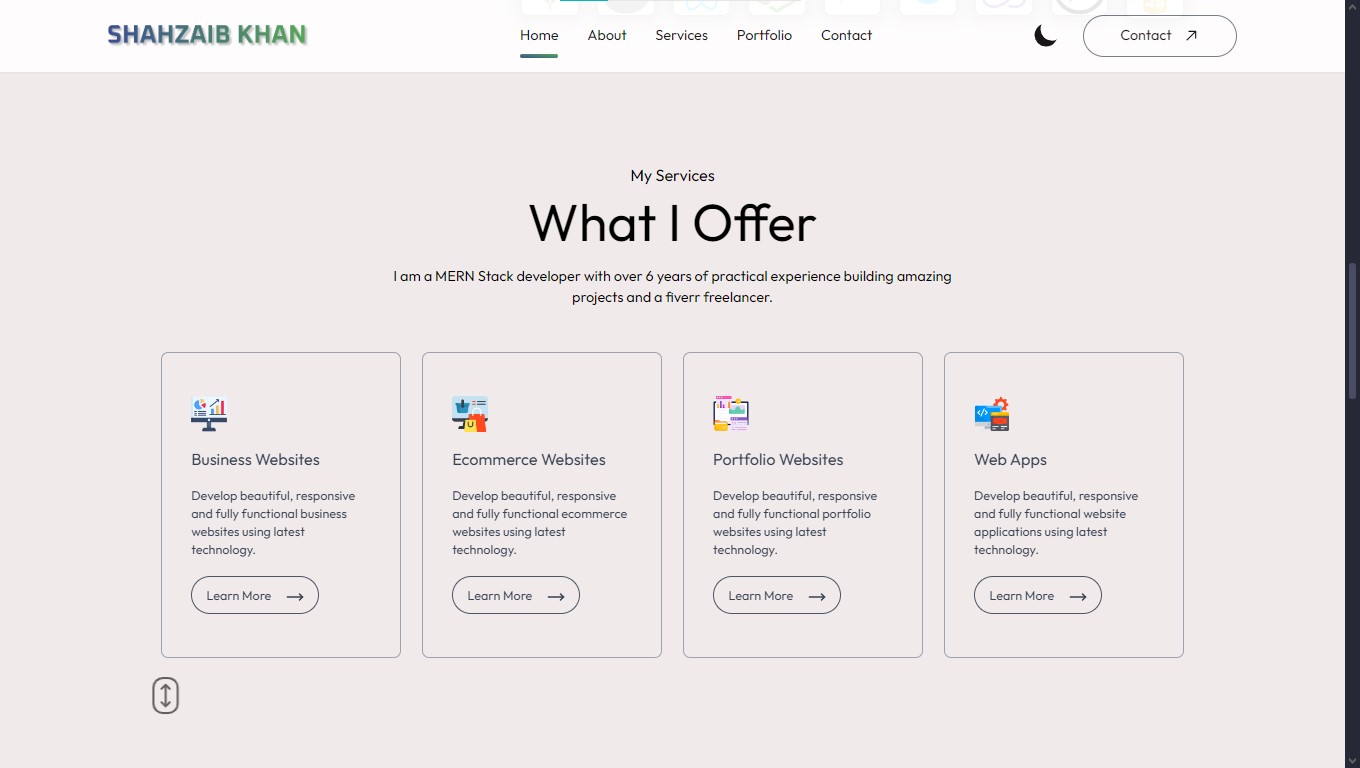 SHAHZAIB KHAN
Home About Services Portfolio Contact
Contact
My Services
What I Offer
I am a MERN Stack developer with over 6 years of practical experience building amazing
projects and a fiverr freelancer.
Business Websites
Develop beautiful, responsive
and fully functional business
websites using latest
technology.
Learn More
Ecommerce Websites
Develop beautiful, responsive
and fully functional ecommerce
websites using latest
technology.
Learn More
Portfolio Websites
Develop beautiful, responsive
and fully functional portfolio
websites using latest
technology.
Learn More
Web Apps
Develop beautiful, responsive
and fully functional website
applications using latest
technology.
Learn More